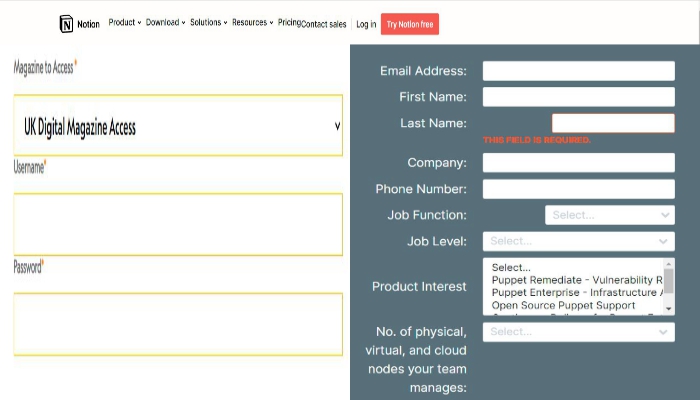 Notion Product Download Solutions Resources Pricing Contact sales Log in Try Notion free
Magazine to Access*
UK Digital Magazine Access
Username*
Password*
Email Address:
First Name:
Last Name:
THIS FIELD IS REQUIRED.
Company:
Phone Number:
Job Function: Select...
Job Level: Select...
Product Interest
Select...
Puppet Remediate - Vulnerability R
Puppet Enterprise - Infrastructure
Open Source Puppet Support
No. of physical, Select...
virtual, and cloud
nodes your team
manages: